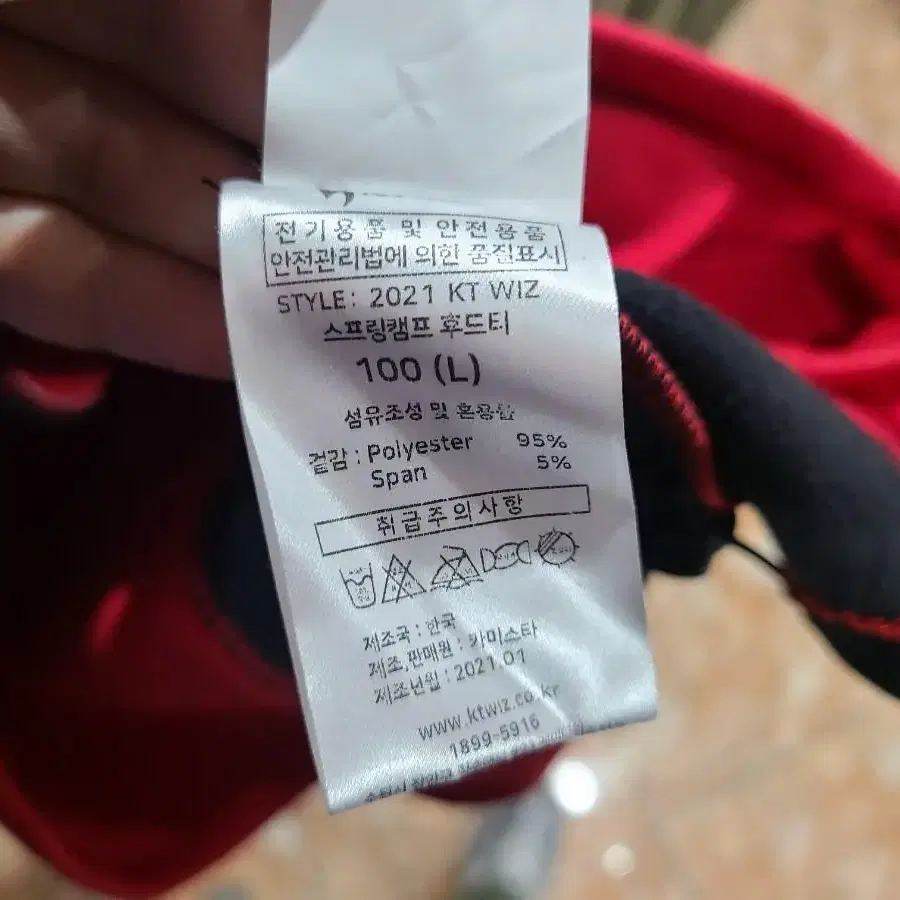 전기용품 및 안전용품
안전관리법에 의한 품질표시
STYLE: 2021 KT WIZ
스프링캠프 후드티
100 (L)
섬유조성 및 혼용율
겉감 : Polyester 95%
Span 5%
취급주의사항
제조국 : 한국
제조,판매원 : 카미스타
제조년월 : 2021.01
www.ktwiz.co.kr
1899-5916